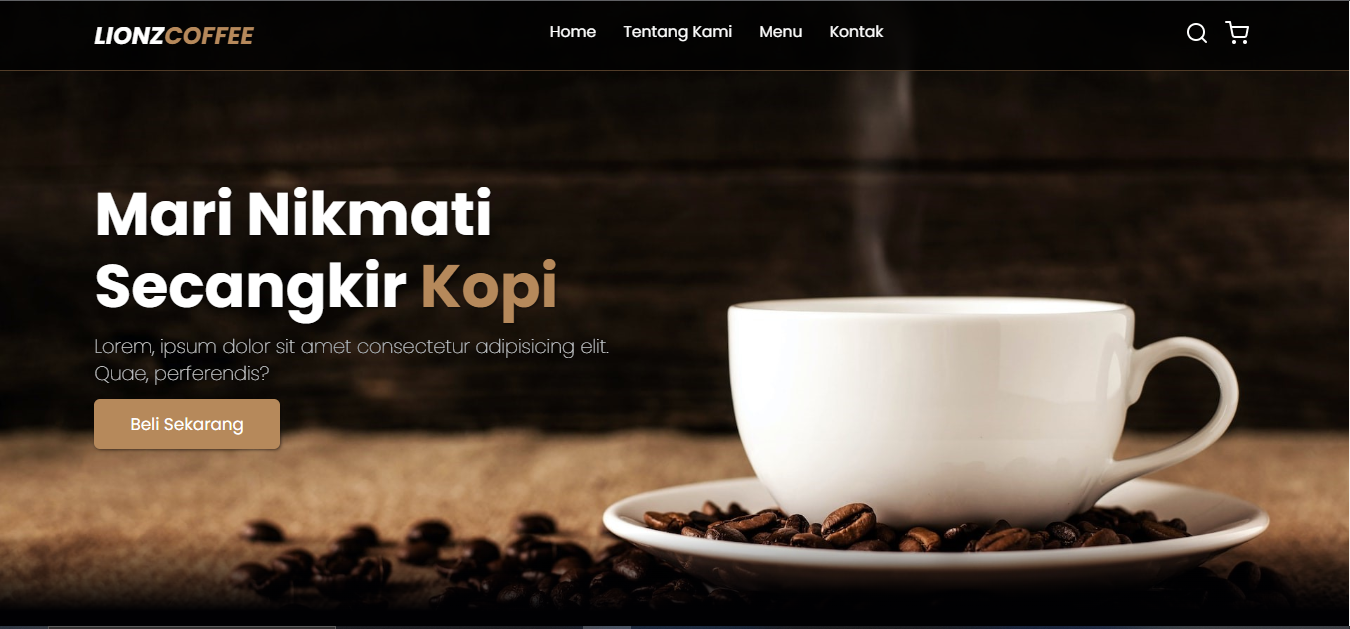 LIONZCOFFEE
Home
Tentang Kami
Menu
Kontak
Mari Nikmati
Secangkir Kopi
Lorem, ipsum dolor sit amet consectetur adipisicing elit.
Quae, perferendis?
Beli Sekarang